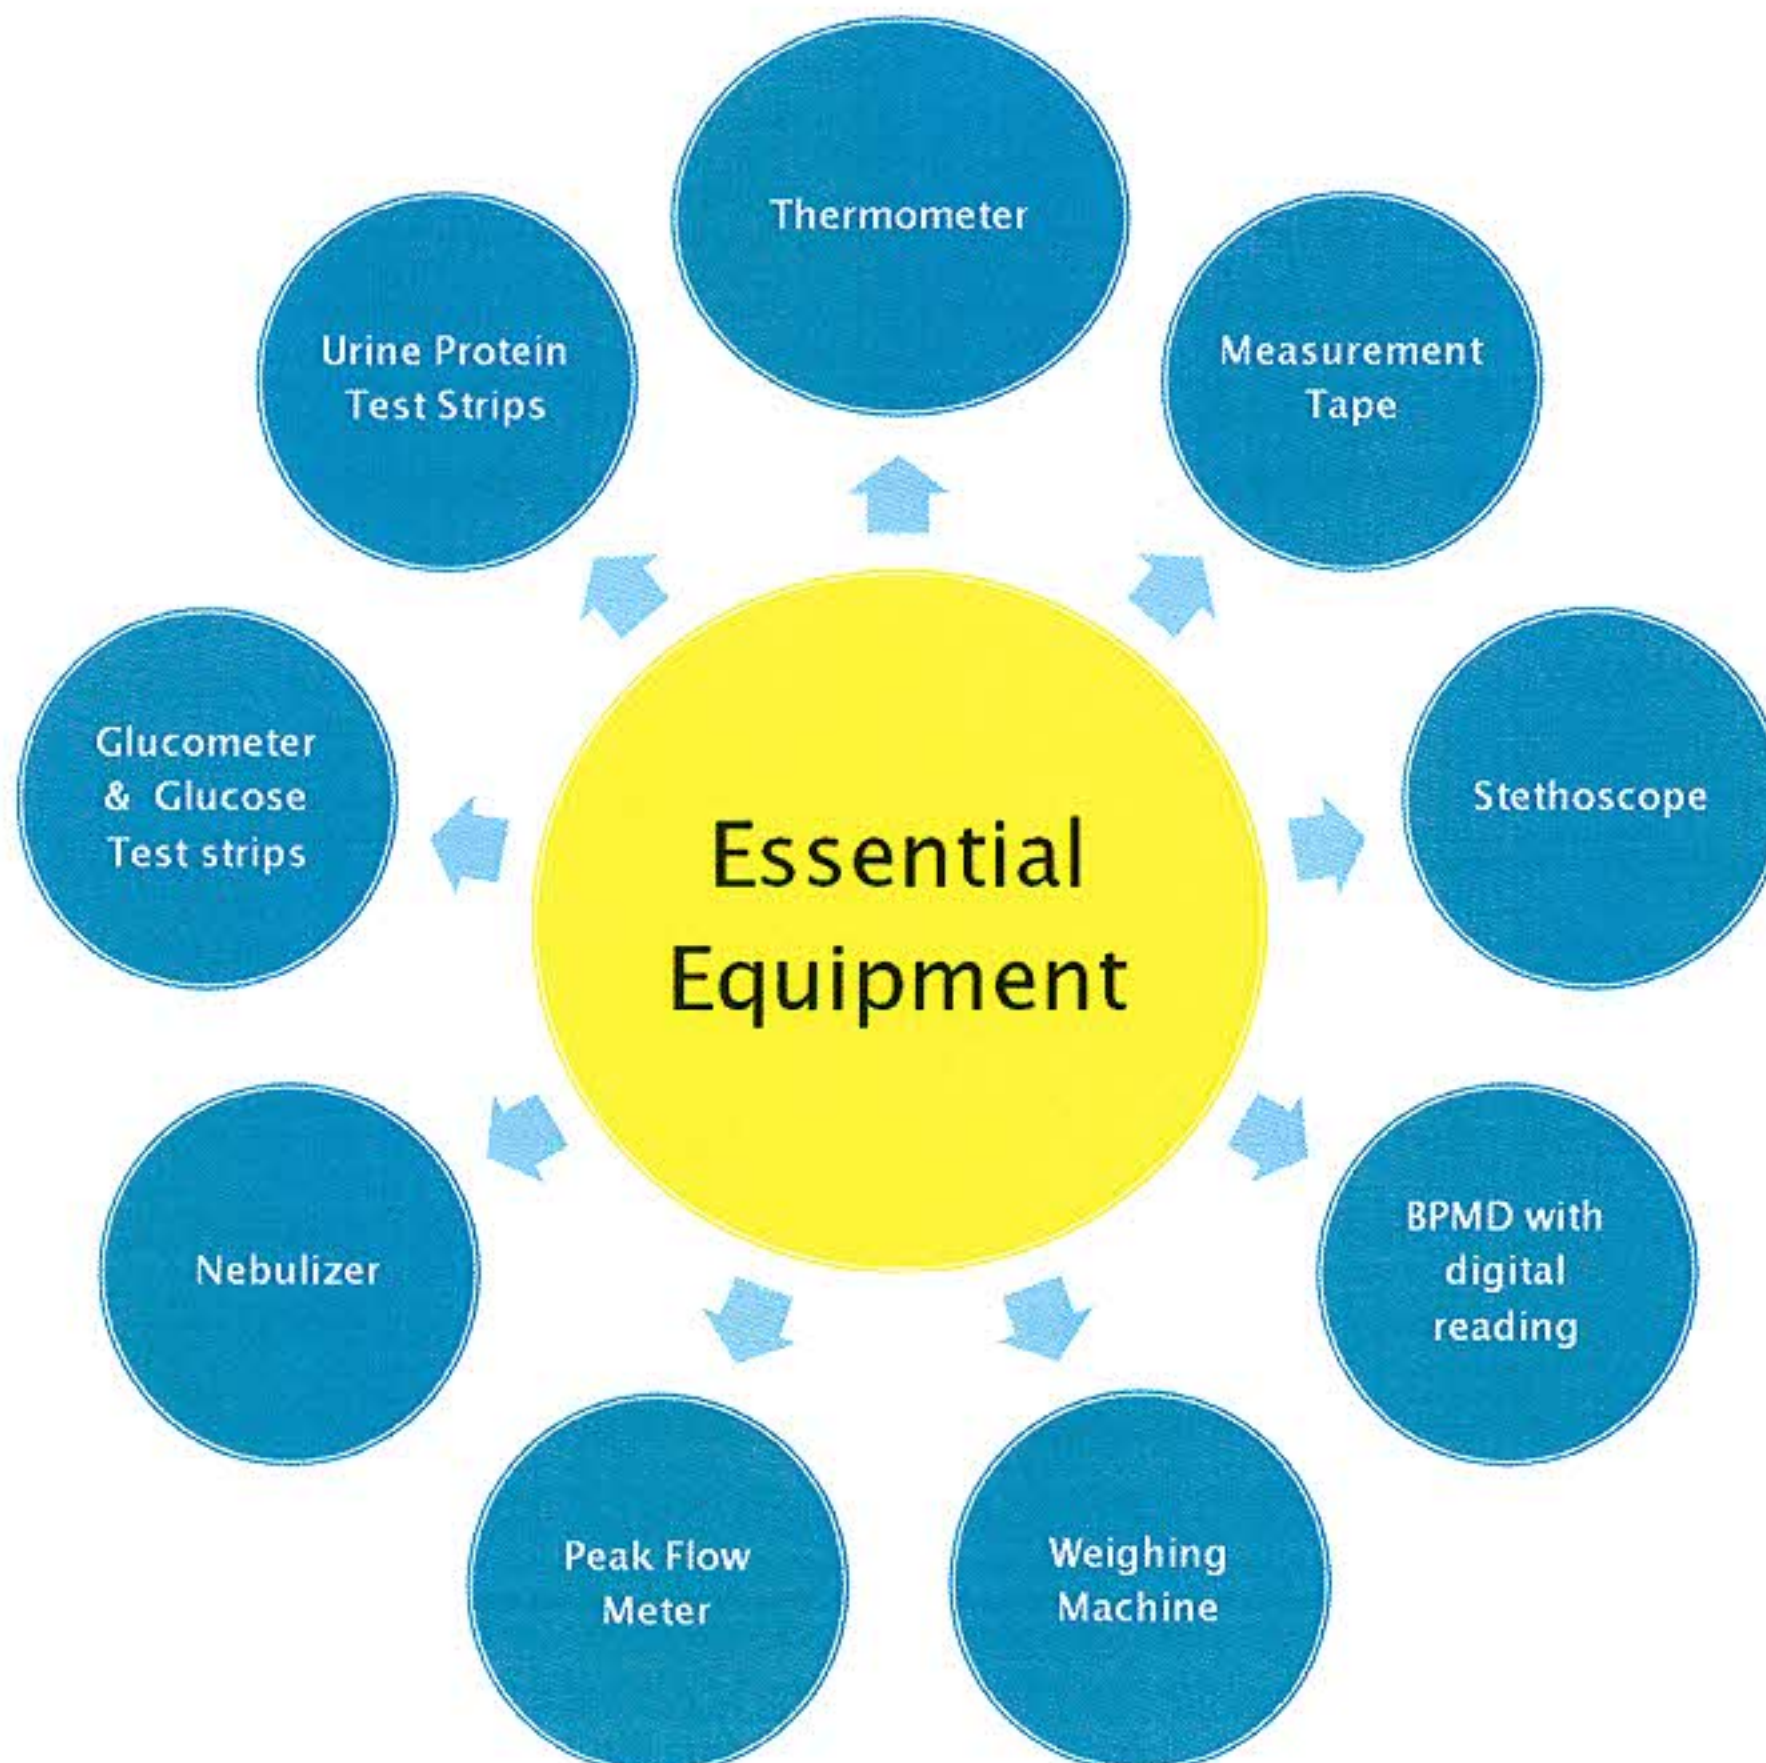 Thermometer
Measurement
Tape
Stethoscope
BPMD with
digital
reading
Weighing
Machine
Peak Flow
Meter
Nebulizer
Glucometer
& Glucose
Test strips
Urine Protein
Test Strips
Essential
Equipment